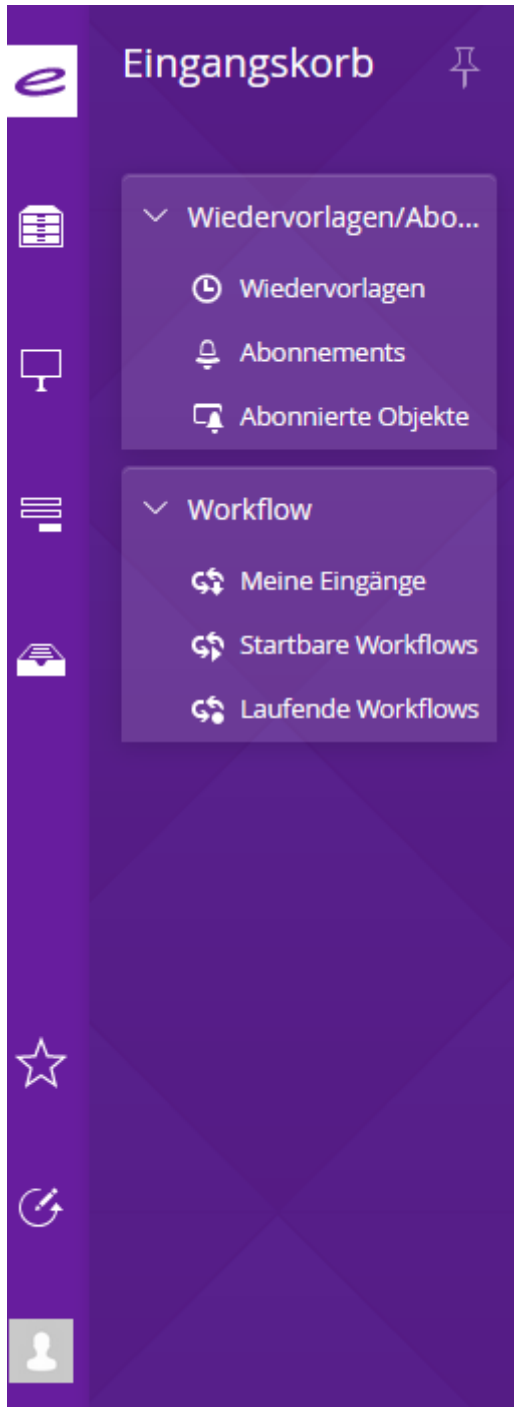 e
Eingangskorb
Wiedervorlagen/Abo...
Wiedervorlagen
Abonnements
Abonnierte Objekte
Workflow
Meine Eingänge
Startbare Workflows
Laufende Workflows